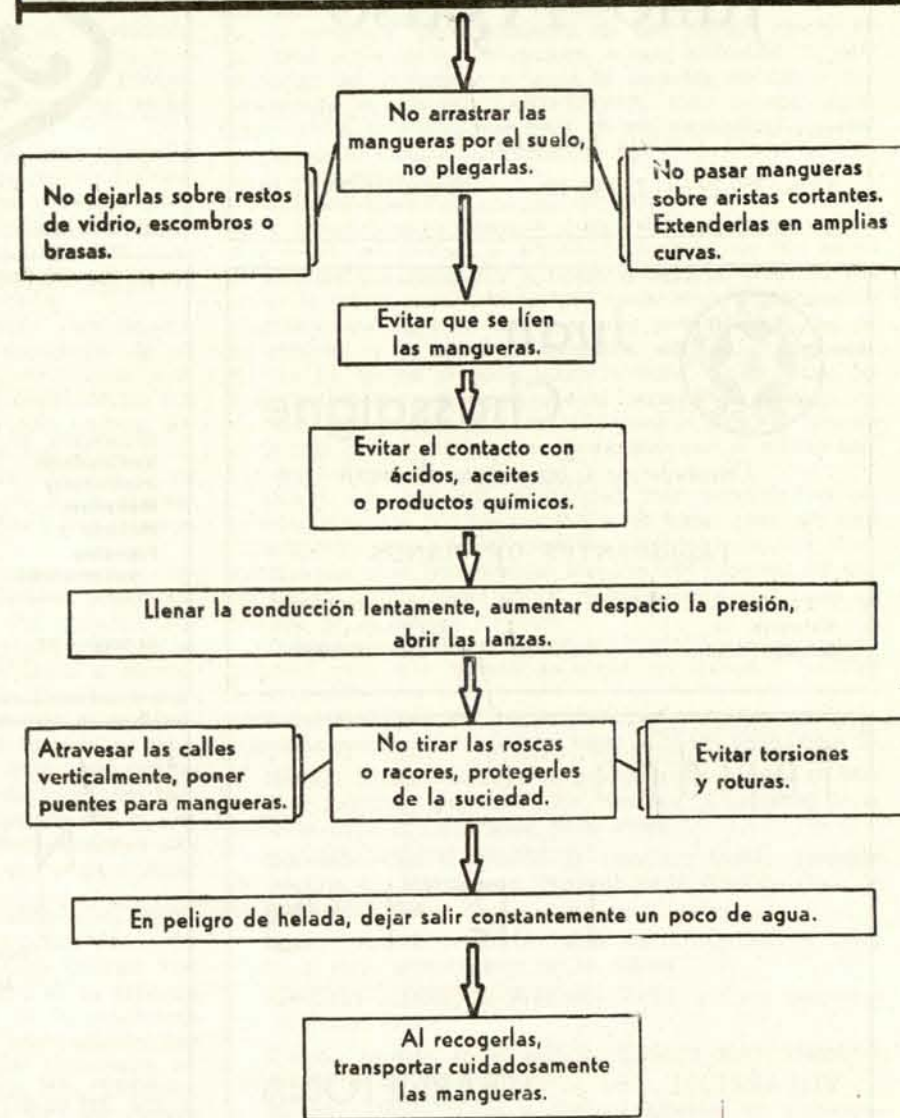 No arrastrar las
mangueras por el suelo,
no plegarlas.
No dejarlas sobre restos
de vidrio, escombros o
brasas.
No pasar mangueras
sobre aristas cortantes.
Extenderlas en amplias
curvas.
Evitar que se líen
las mangueras.
Evitar el contacto con
ácidos, aceites
o productos químicos.
Llenar la conducción lentamente, aumentar despacio la presión,
abrir las lanzas.
Atravesar las calles
verticalmente, poner
puentes para mangueras.
No tirar las roscas
o racores, protegerles
de la suciedad.
Evitar torsiones
y roturas.
En peligro de helada, dejar salir constantemente un poco de agua.
Al recogerlas,
transportar cuidadosamente
las mangueras.